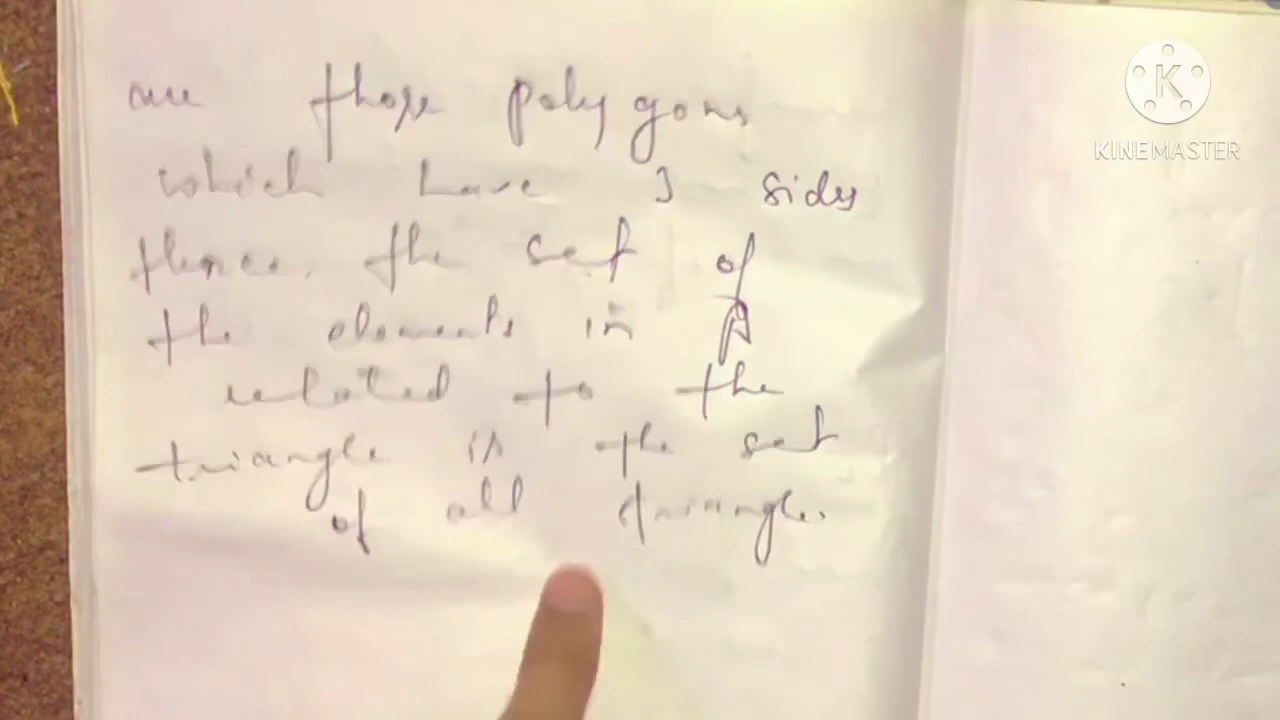 are those polygons
which have 3 sides
Hence, the set of
the elements in A
related to the
triangle is the set
of all triangle.
K
KINEMASTER